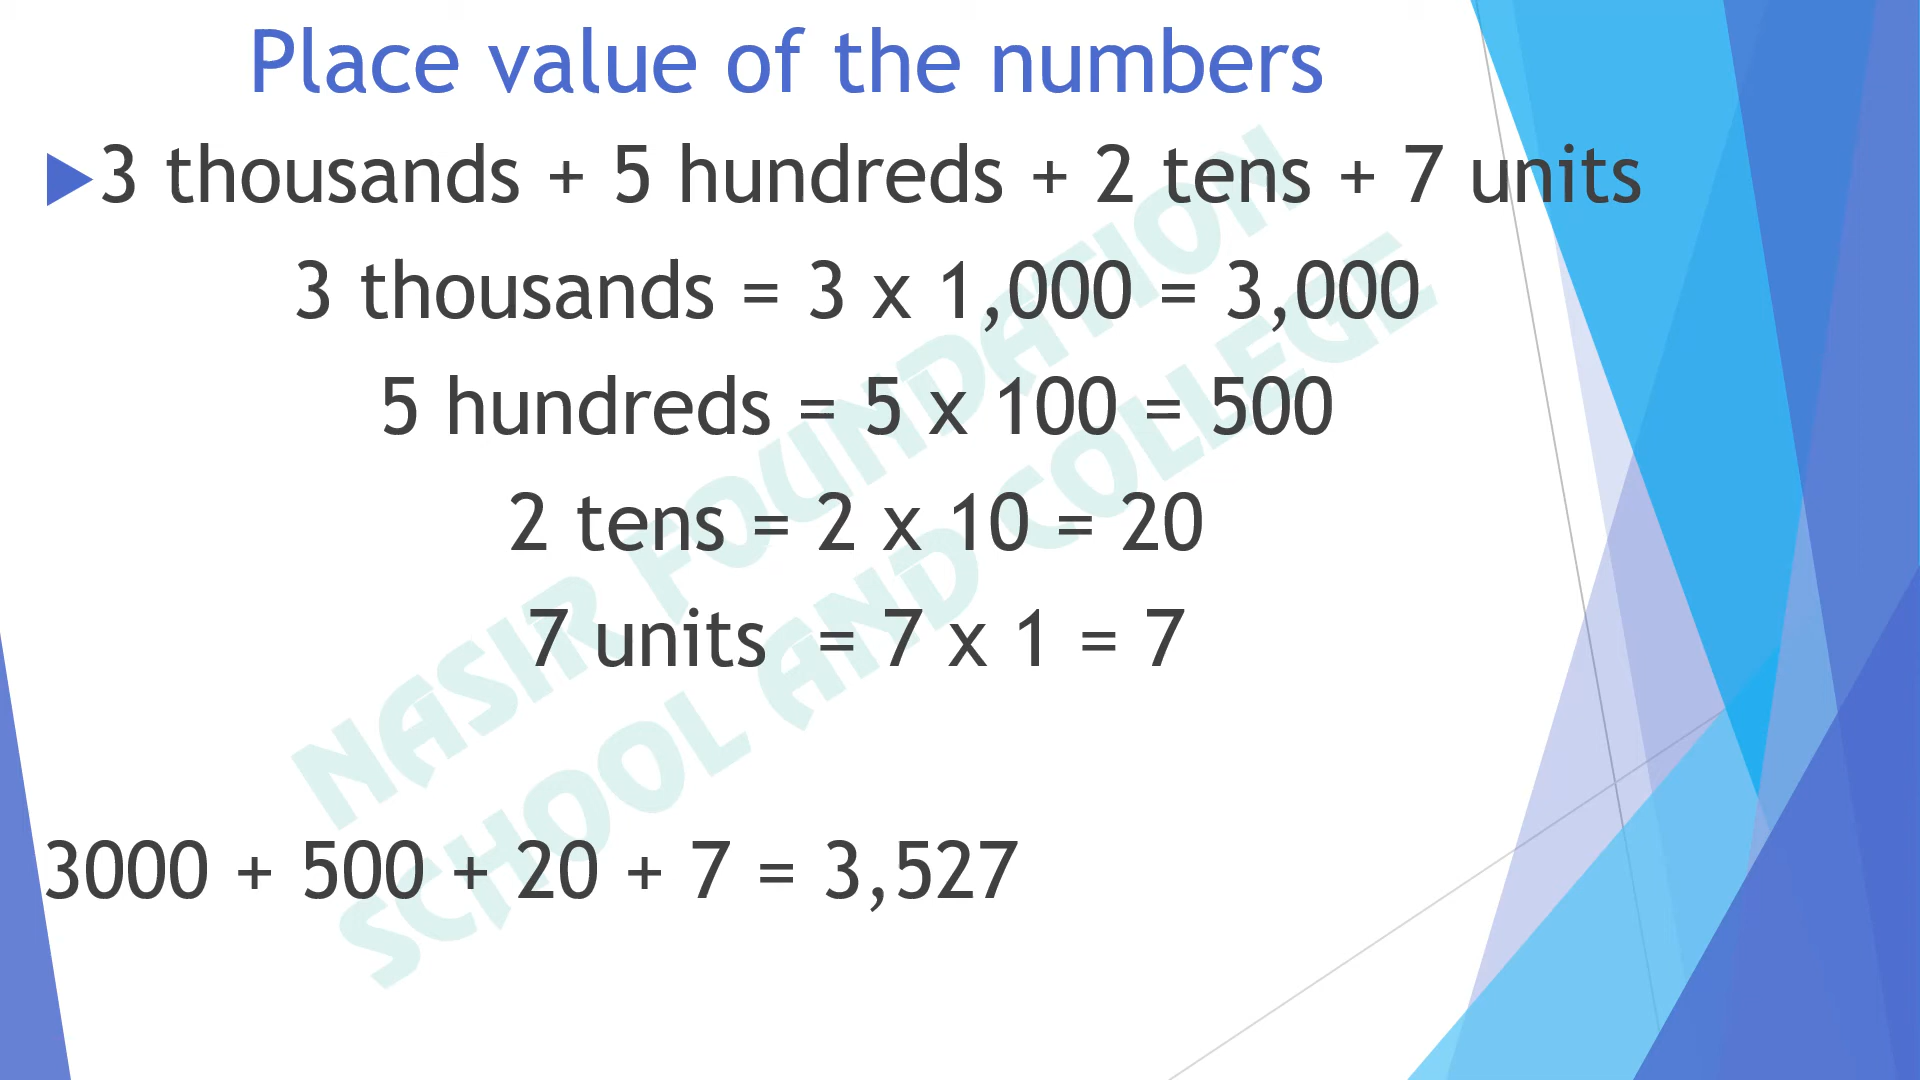 Place value of the numbers
3 thousands + 5 hundreds + 2 tens + 7 units
3 thousands = 3 x 1,000 = 3,000
5 hundreds = 5 x 100 = 500
2 tens = 2 x 10 = 20
7 units = 7 x 1 = 7
3000 + 500 + 20 + 7 = 3,527
NASIR FOUNDATION
SCHOOL AND COLLEGE